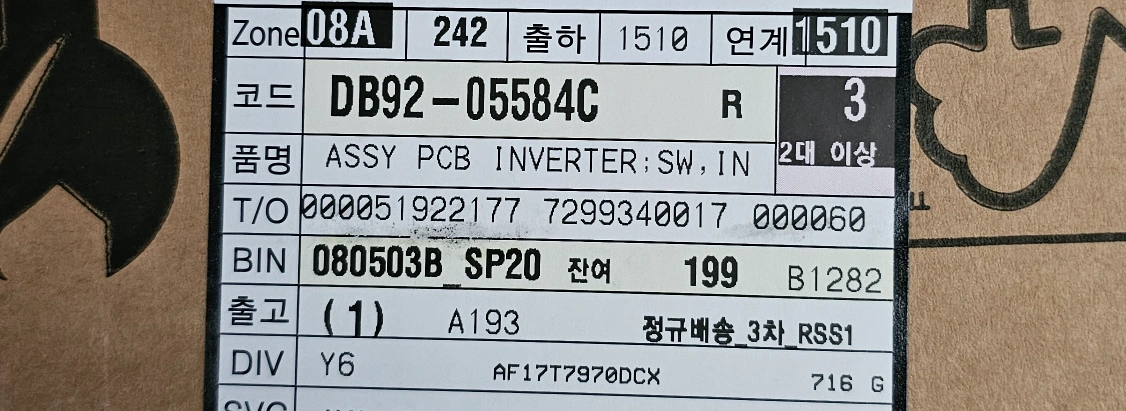 Zone 08A 242 출하 1510 연계 1510
코드 DB92-05584C R 3
2대 이상
품명 ASSY PCB INVERTER;SW,IN
T/O 000051922177 7299340017 000060
BIN 080503B_SP20 잔여 199 B1282
출고 (1) A193 정규배송_3차_RSS1
DIV Y6 AF17T7970DCX 716 G